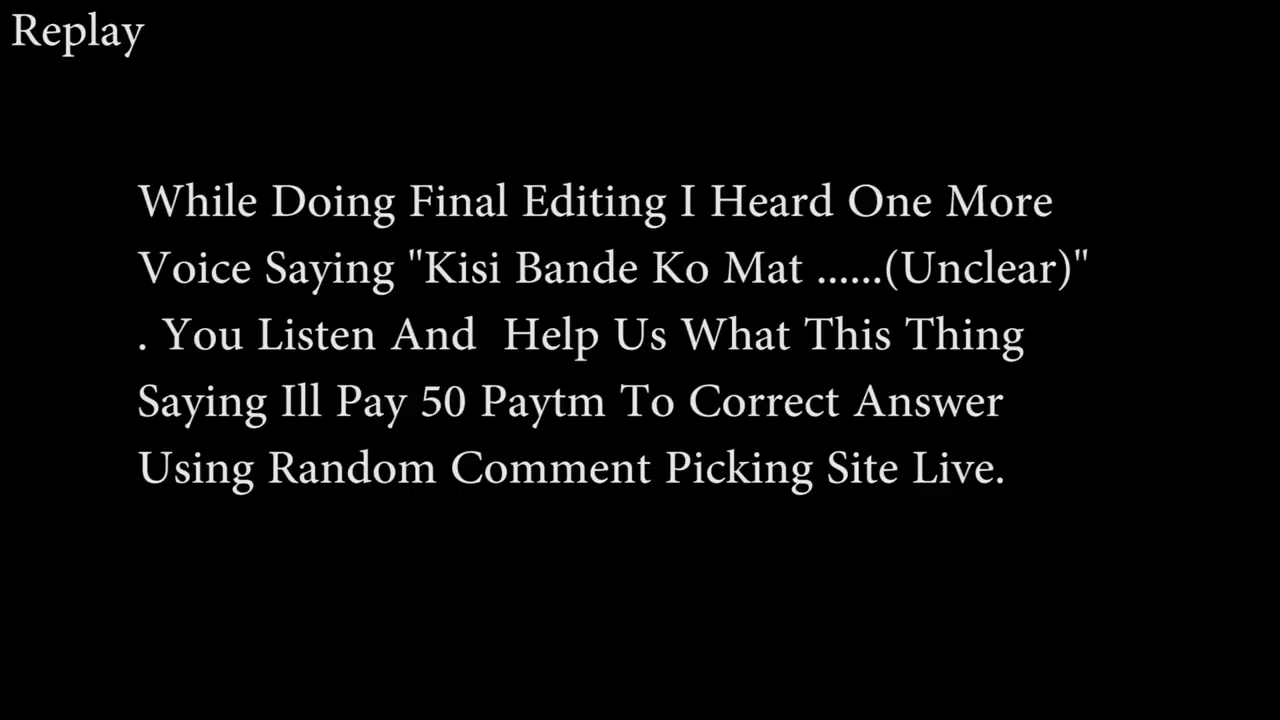 Replay
While Doing Final Editing I Heard One More
Voice Saying "Kisi Bande Ko Mat ......(Unclear)"
. You Listen And  Help Us What This Thing
Saying Ill Pay 50 Paytm To Correct Answer
Using Random Comment Picking Site Live.